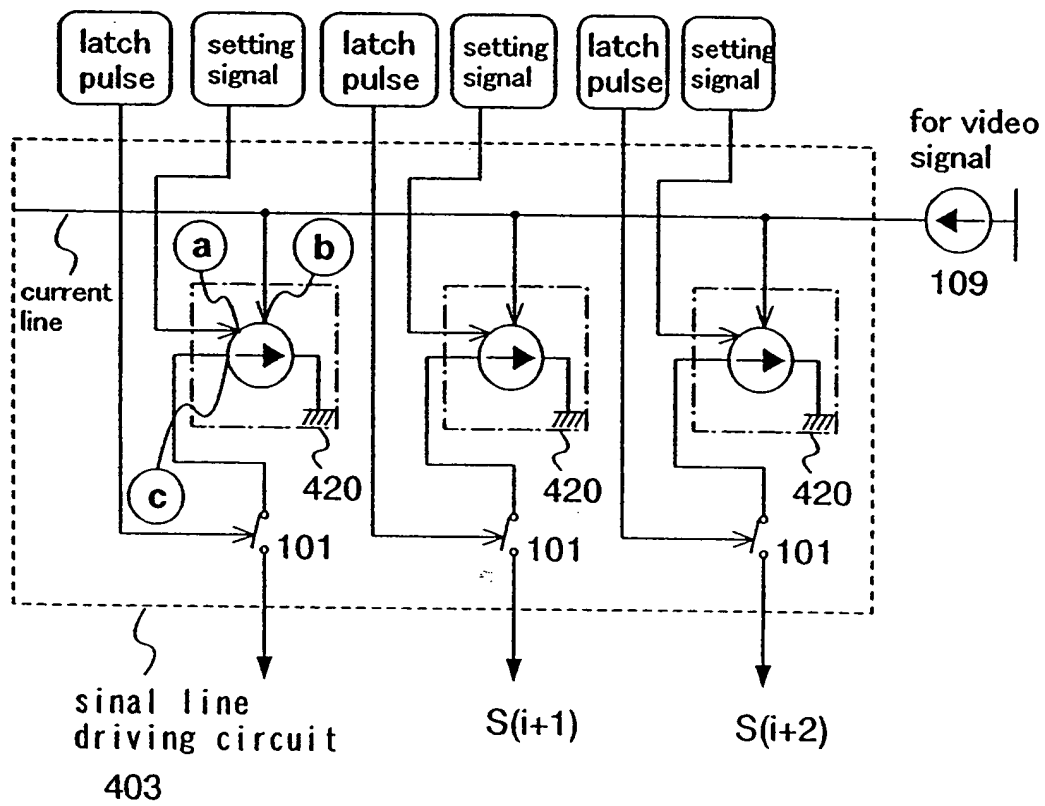 latch pulse
setting signal
latch pulse
setting signal
latch pulse
setting signal
for video signal
109
a
b
current line
c
420
420
420
101
101
101
sinal line
driving circuit
403
S(i+1)
S(i+2)